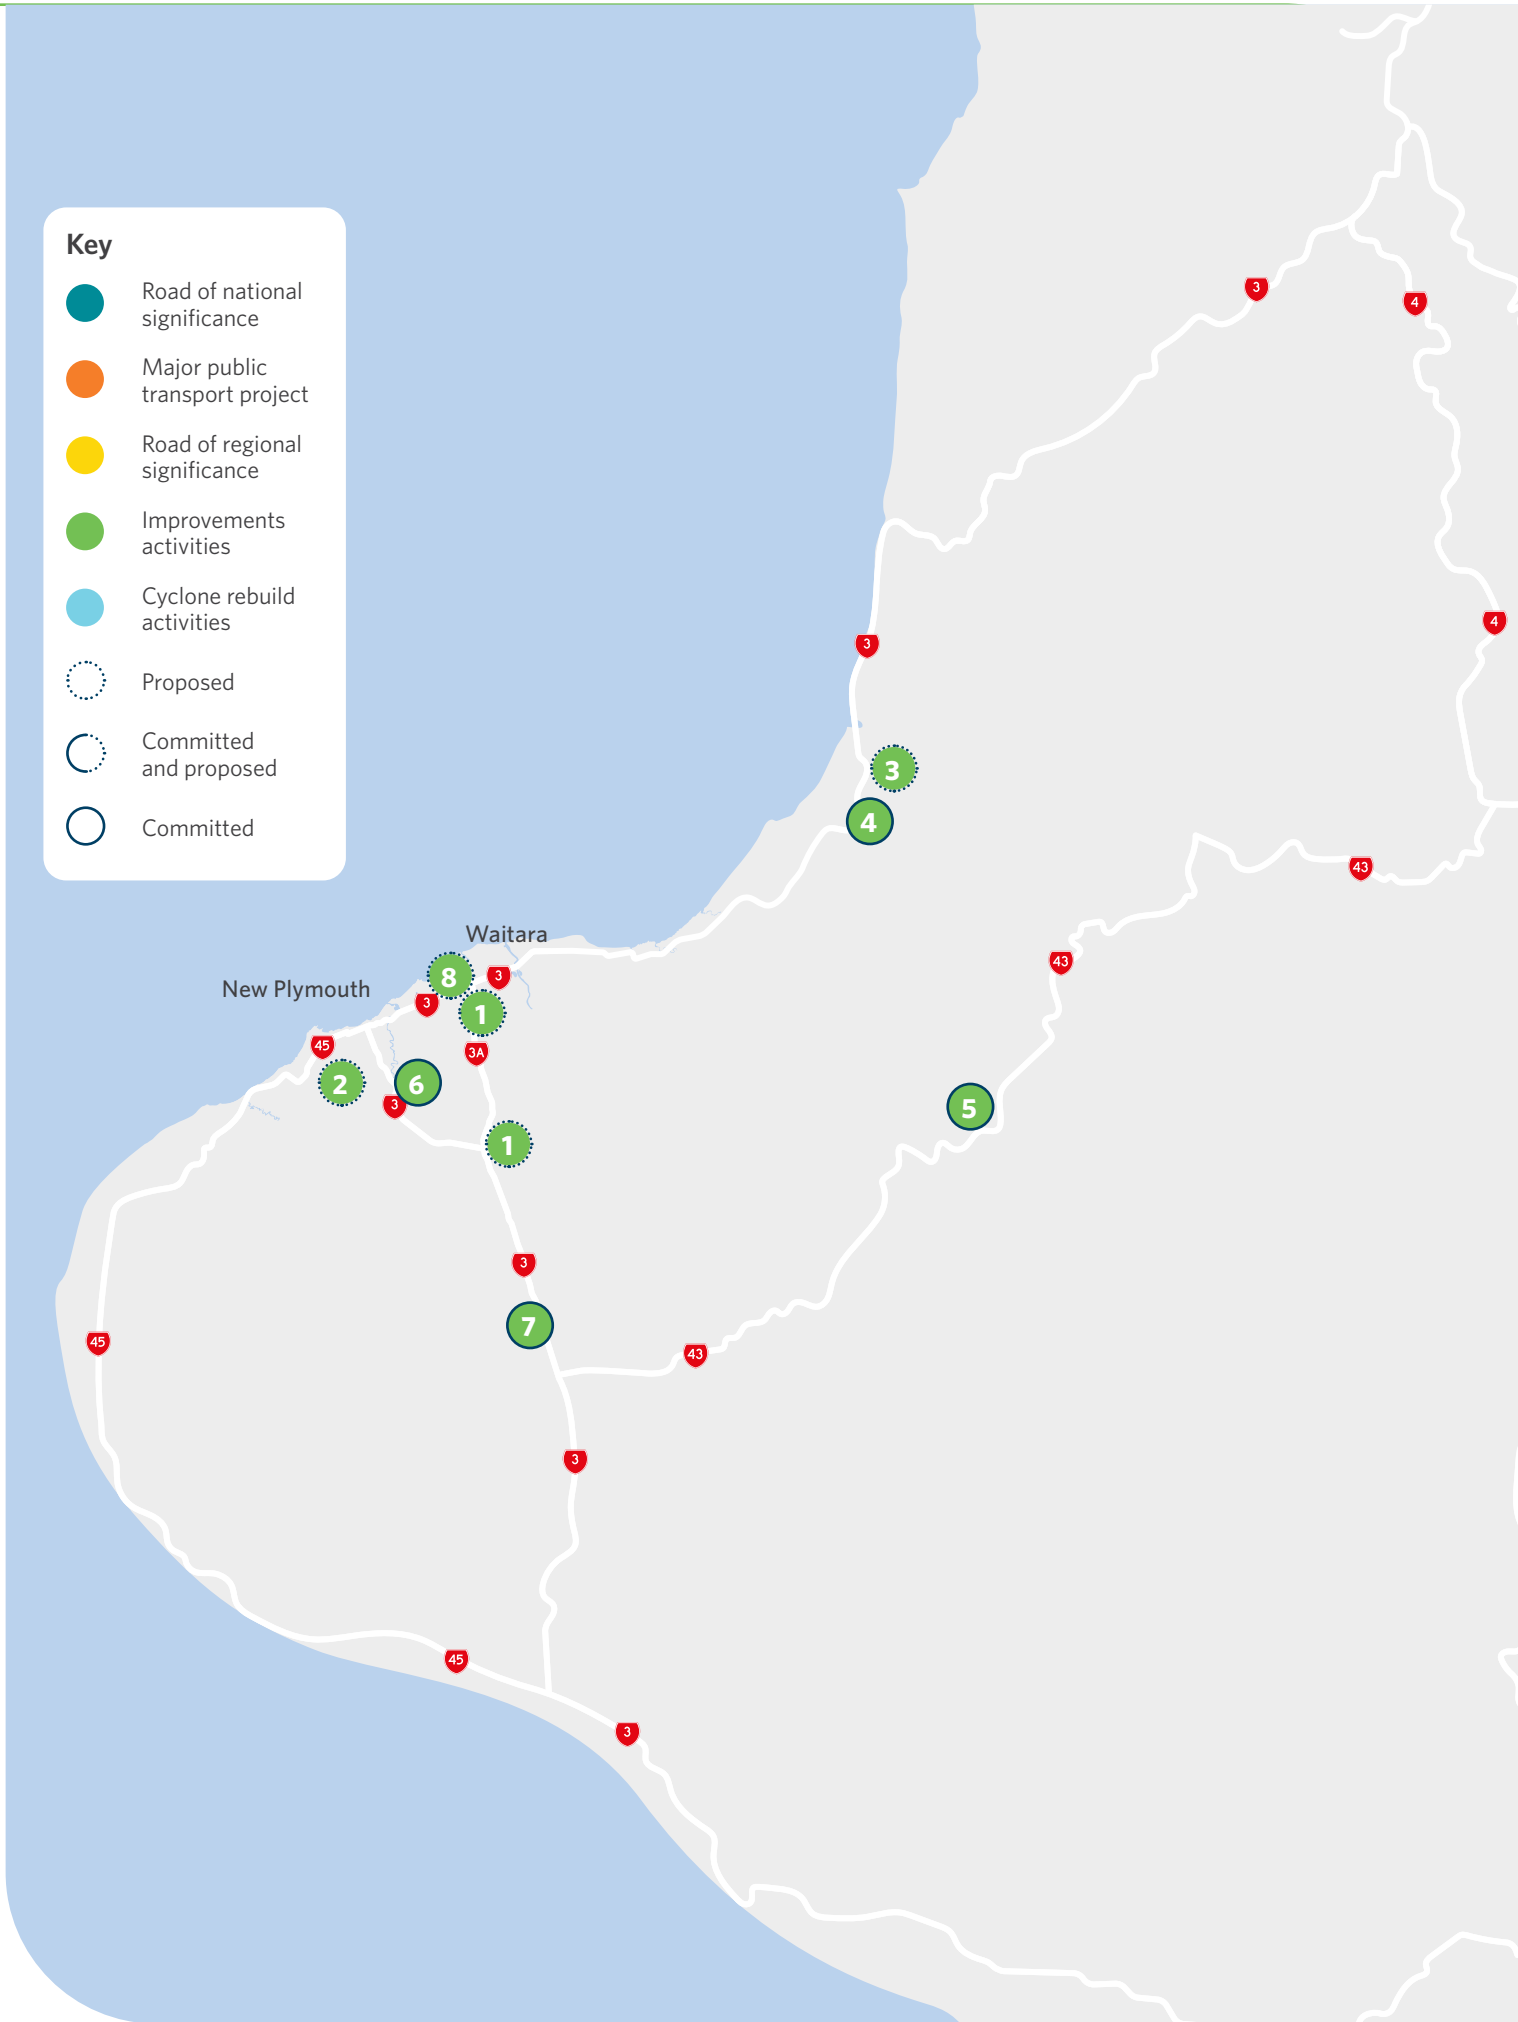 Key
Road of national
significance
Major public
transport project
Road of regional
significance
Improvements
activities
Cyclone rebuild
activities
Proposed
Committed
and proposed
Committed
3
4
4
3
3
4
43
43
Waitara
8
3
New Plymouth
3
1
45
3A
2
6
3
5
1
3
7
45
43
3
45
3